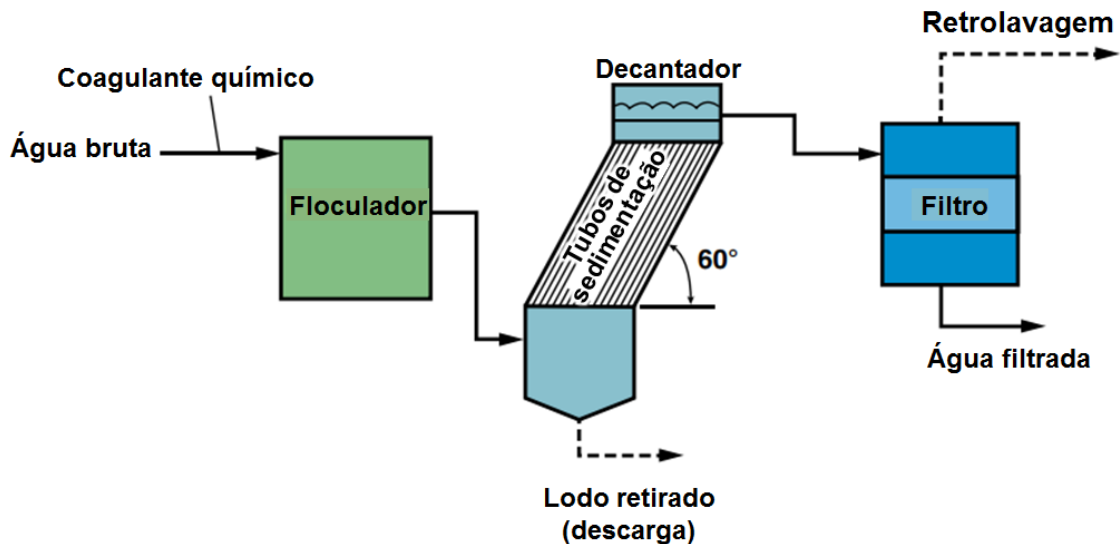 Retrolavagem
Coagulante químico
Decantador
Água bruta
Floculador
Tubos de
sedimentação
60°
Filtro
Água filtrada
Lodo retirado
(descarga)